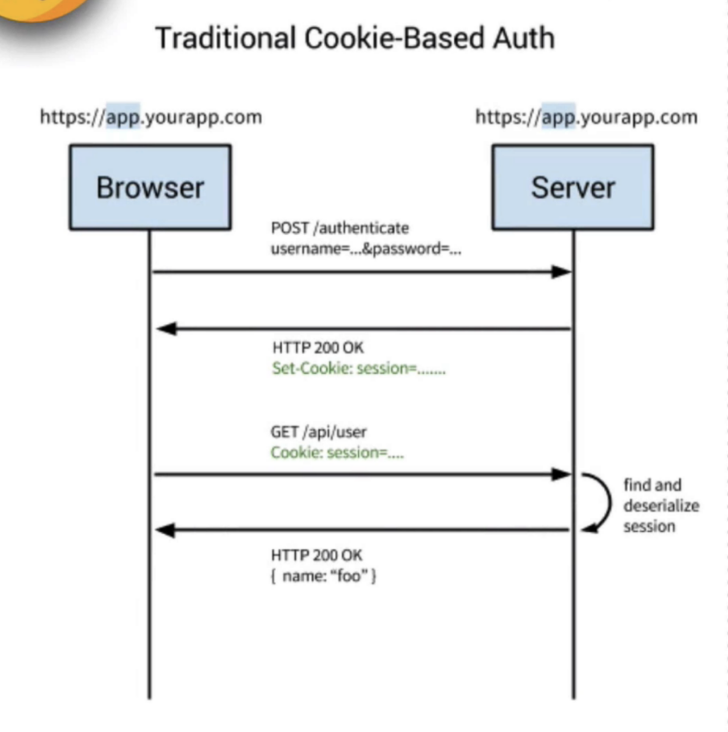 Traditional Cookie-Based Auth
https://app.yourapp.com
https://app.yourapp.com
Browser
Server
POST /authenticate
username=...&password=...
HTTP 200 OK
Set-Cookie: session=.......
GET /api/user
Cookie: session=....
find and
deserialize
session
HTTP 200 OK
{ name: “foo” }